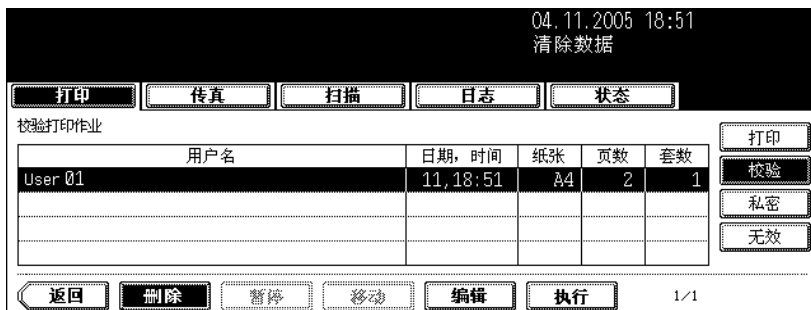 04.11.2005 18:51
清除数据
打印 传真 扫描 日志 状态
校验打印作业
打印
用户名 日期，时间 纸张 页数 套数
校验
User 01 11,18:51 A4 2 1
私密
无效
返回 删除 暂停 移动 编辑 执行 1/1